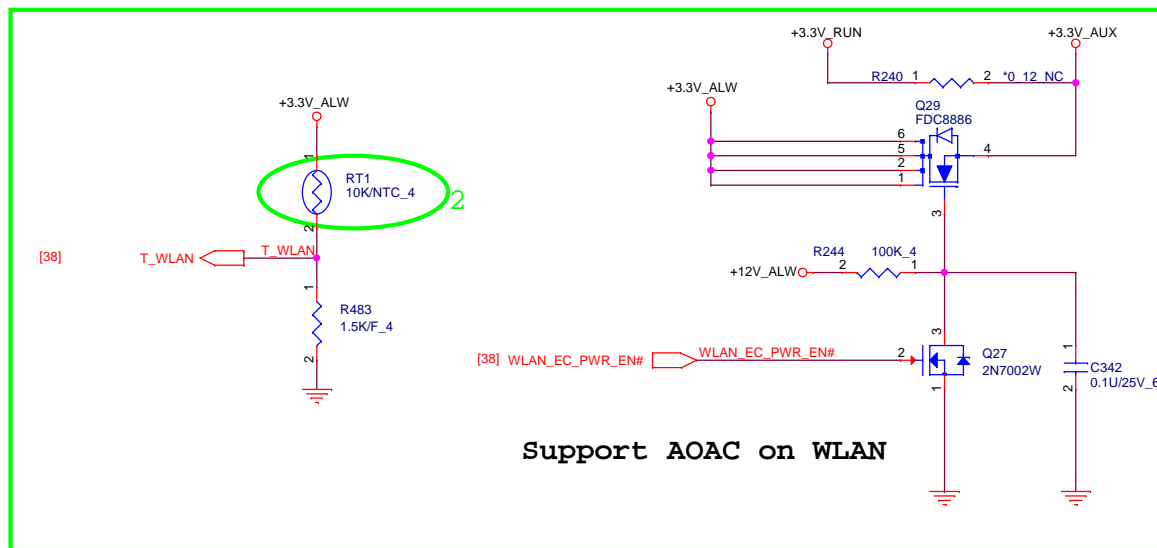 +3.3V_RUN
+3.3V_AUX
R240
1
2
*0_12_NC
+3.3V_ALW
+3.3V_ALW
Q29
FDC8886
6
5
2
1
4
3
1
RT1
10K/NTC_4
2
2
[38]
T_WLAN
T_WLAN
R244
100K_4
+12V_ALW
2
1
1
R483
1.5K/F_4
2
[38]
WLAN_EC_PWR_EN#
WLAN_EC_PWR_EN#
2
3
1
Q27
2N7002W
1
2
C342
0.1U/25V_6
Support AOAC on WLAN